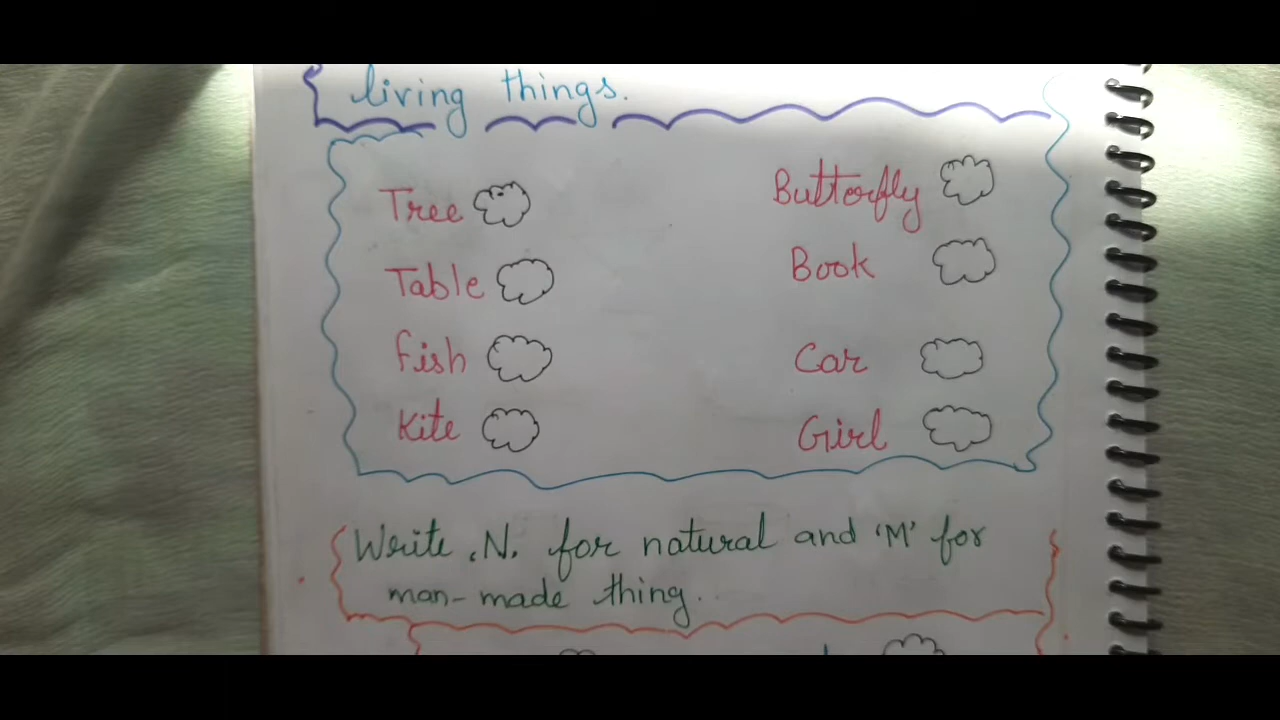 living things.
Tree
Butterfly
Table
Book
Fish
Car
Kite
Girl
Write .N. for natural and 'M' for
man-made thing.